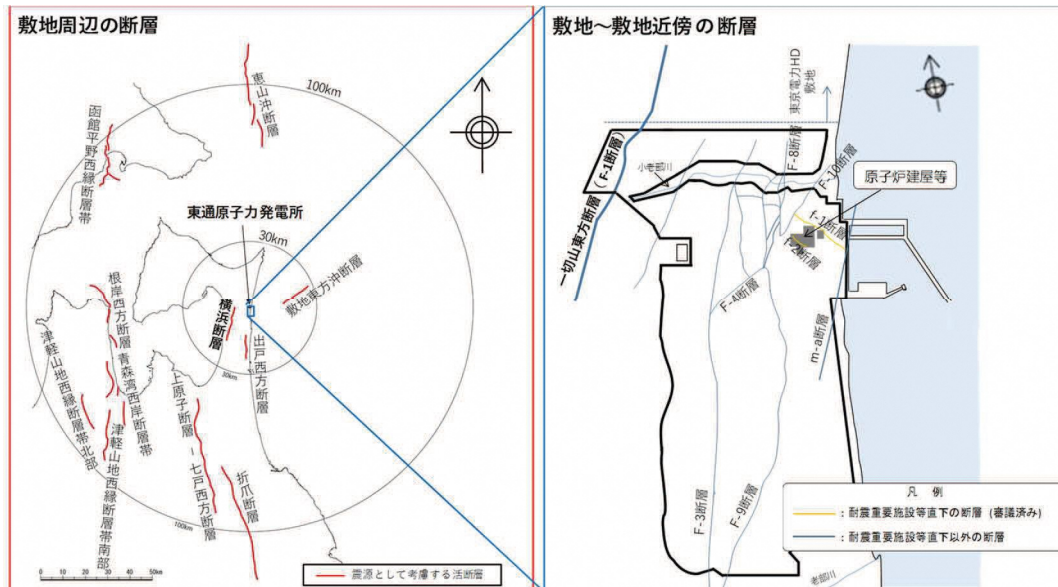 敷地周辺の断層
100km
恵山沖断層
函館平野西縁断層帯
東通原子力発電所
30km
敷地東方沖断層
横浜断層
出戸西方断層
30km
根岸西方断層
津軽山地西縁断層帯北部
青森湾西岸断層帯
津軽山地西縁断層帯南部
上原子断層－七戸西方断層
折爪断層
100km
0 10 20 30 40 50km
震源として考慮する活断層
敷地～敷地近傍の断層
東京電力HD
敷地
一切山東方断層（F-1断層）
小老部川
F-8断層
F-10断層
原子炉建屋等
f-1断層
f-2断層
F-4断層
m-a断層
F-3断層
F-9断層
凡 例
：耐震重要施設等直下の断層（審議済み）
：耐震重要施設等直下以外の断層
老部川